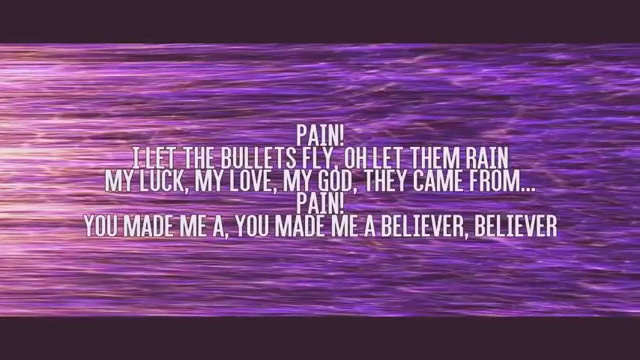 PAIN!
I LET THE BULLETS FLY, OH LET THEM RAIN
MY LUCK, MY LOVE, MY GOD, THEY CAME FROM...
PAIN!
YOU MADE ME A, YOU MADE ME A BELIEVER, BELIEVER